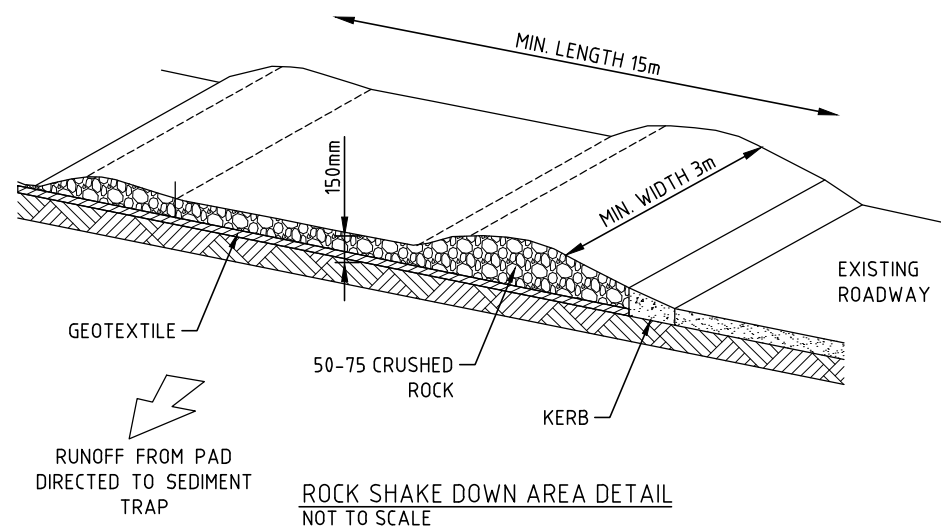 MIN. LENGTH 15m
150mm
MIN. WIDTH 3m
EXISTING
ROADWAY
GEOTEXTILE
50-75 CRUSHED
ROCK
KERB
RUNOFF FROM PAD
DIRECTED TO SEDIMENT
TRAP
ROCK SHAKE DOWN AREA DETAIL
NOT TO SCALE